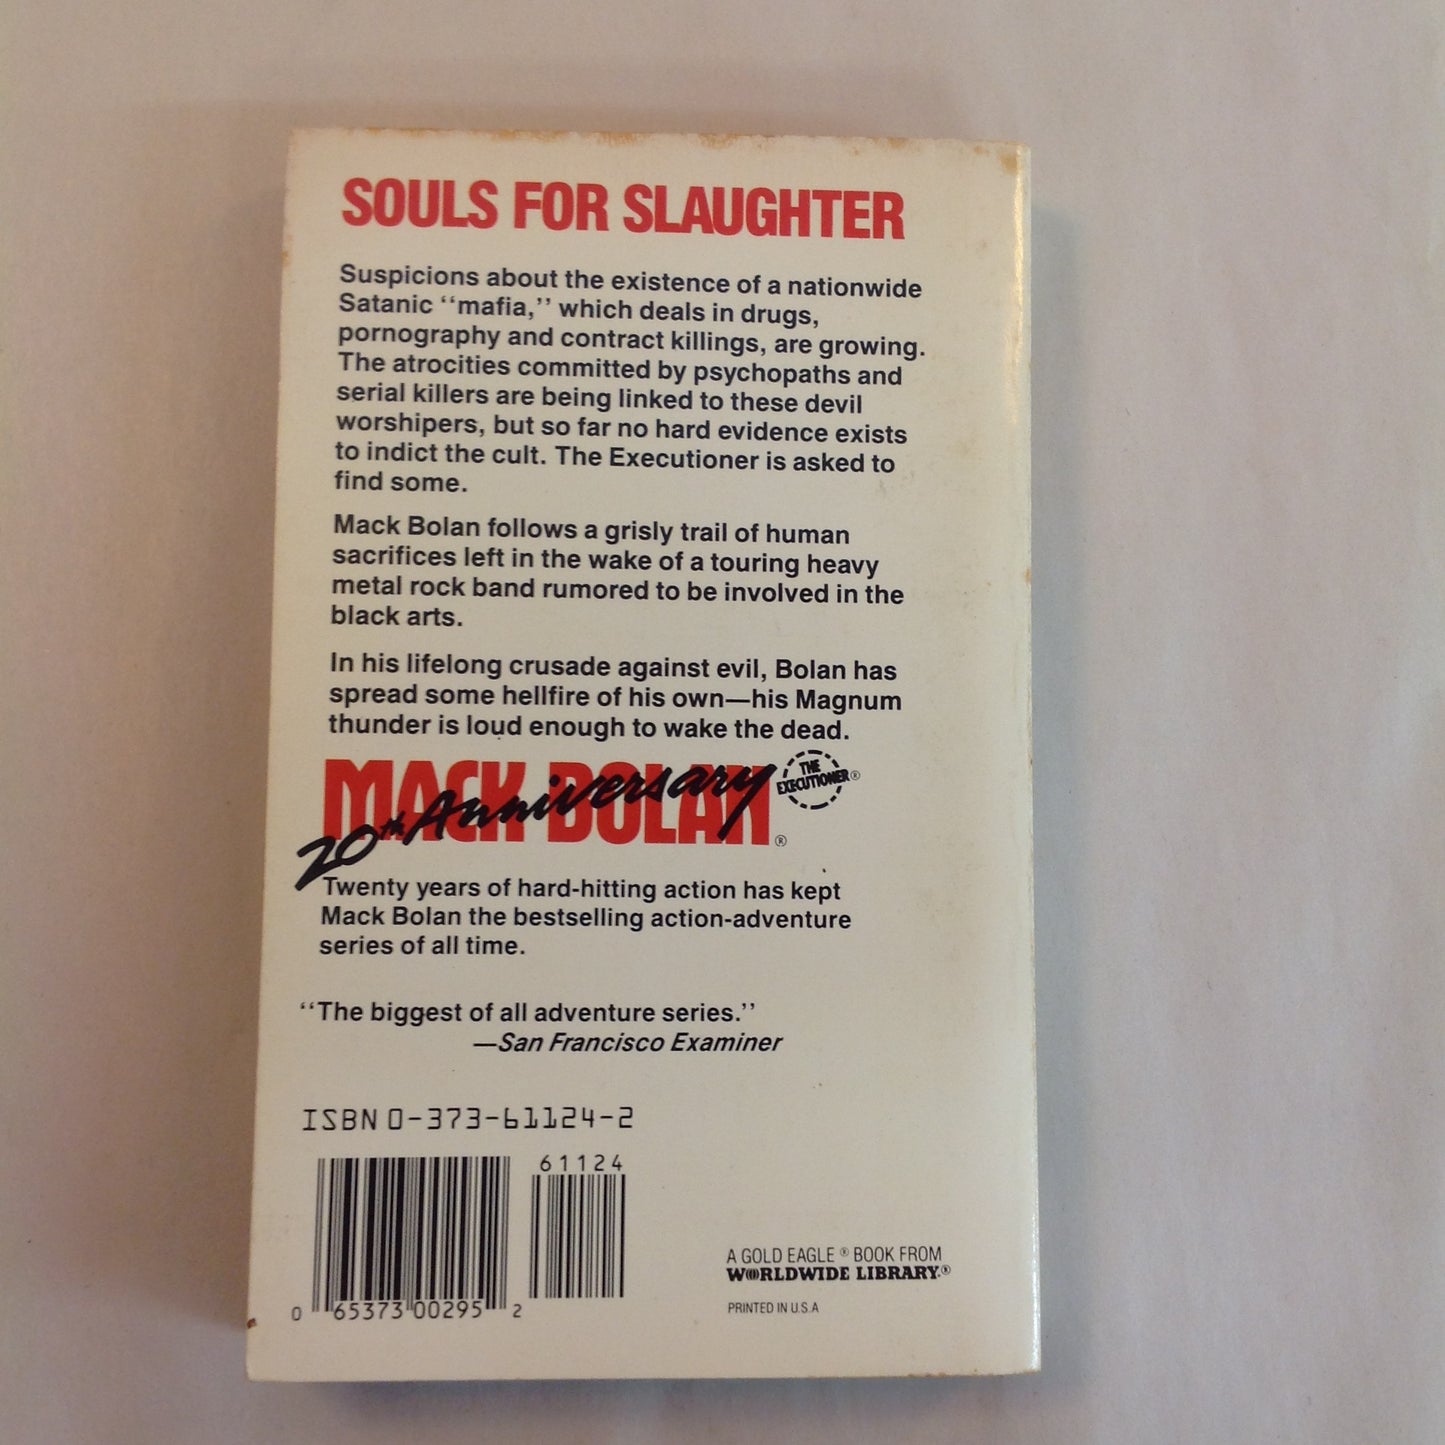 SOULS FOR SLAUGHTER
Suspicions about the existence of a nationwide
Satanic ‘‘mafia,’’ which deals in drugs,
pornography and contract killings, are growing.
The atrocities committed by psychopaths and
serial killers are being linked to these devil
worshipers, but so far no hard evidence exists
to indict the cult. The Executioner is asked to
find some.
Mack Bolan follows a grisly trail of human
sacrifices left in the wake of a touring heavy
metal rock band rumored to be involved in the
black arts.
In his lifelong crusade against evil, Bolan has
spread some hellfire of his own—his Magnum
thunder is loud enough to wake the dead.
MACK BOLAN®
THE
EXECUTIONER®
20th Anniversary
Twenty years of hard-hitting action has kept
Mack Bolan the bestselling action-adventure
series of all time.
‘‘The biggest of all adventure series.’’
—San Francisco Examiner
ISBN 0-373-61124-2
61124
0 65373 00295 2
A GOLD EAGLE® BOOK FROM
WORLDWIDE LIBRARY.®
PRINTED IN U.S.A